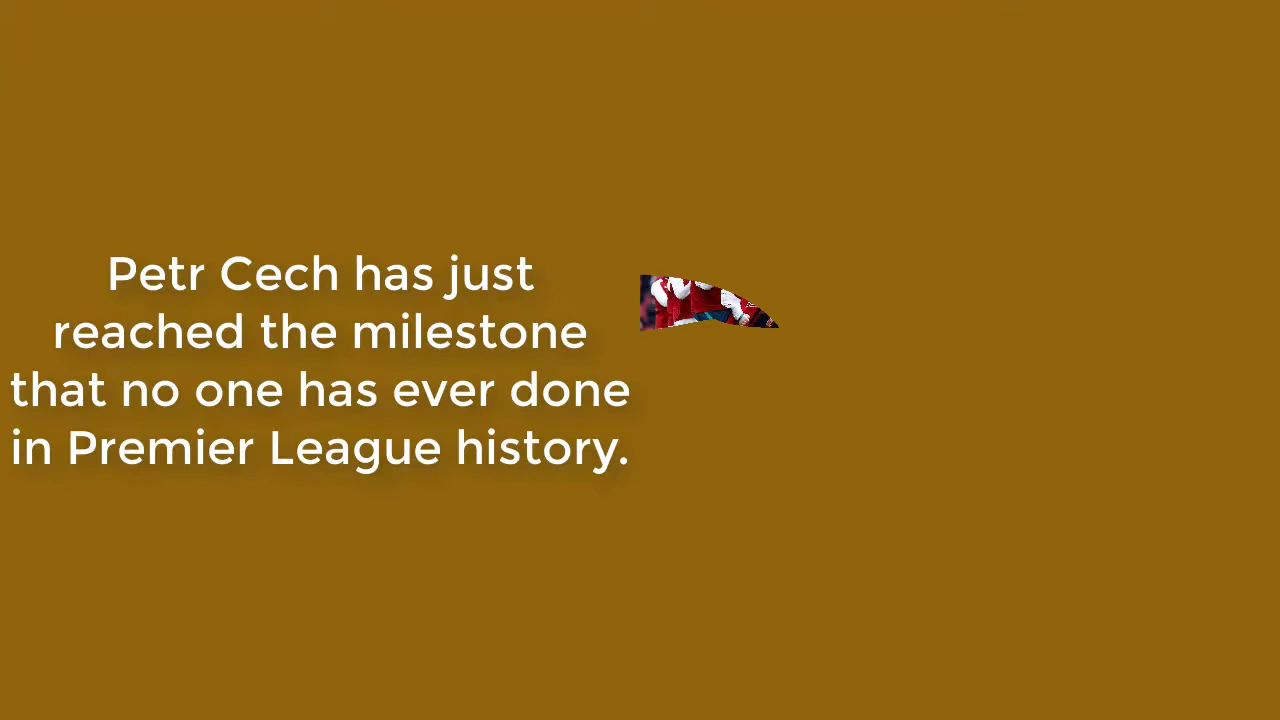 Petr Cech has just
reached the milestone
that no one has ever done
in Premier League history.